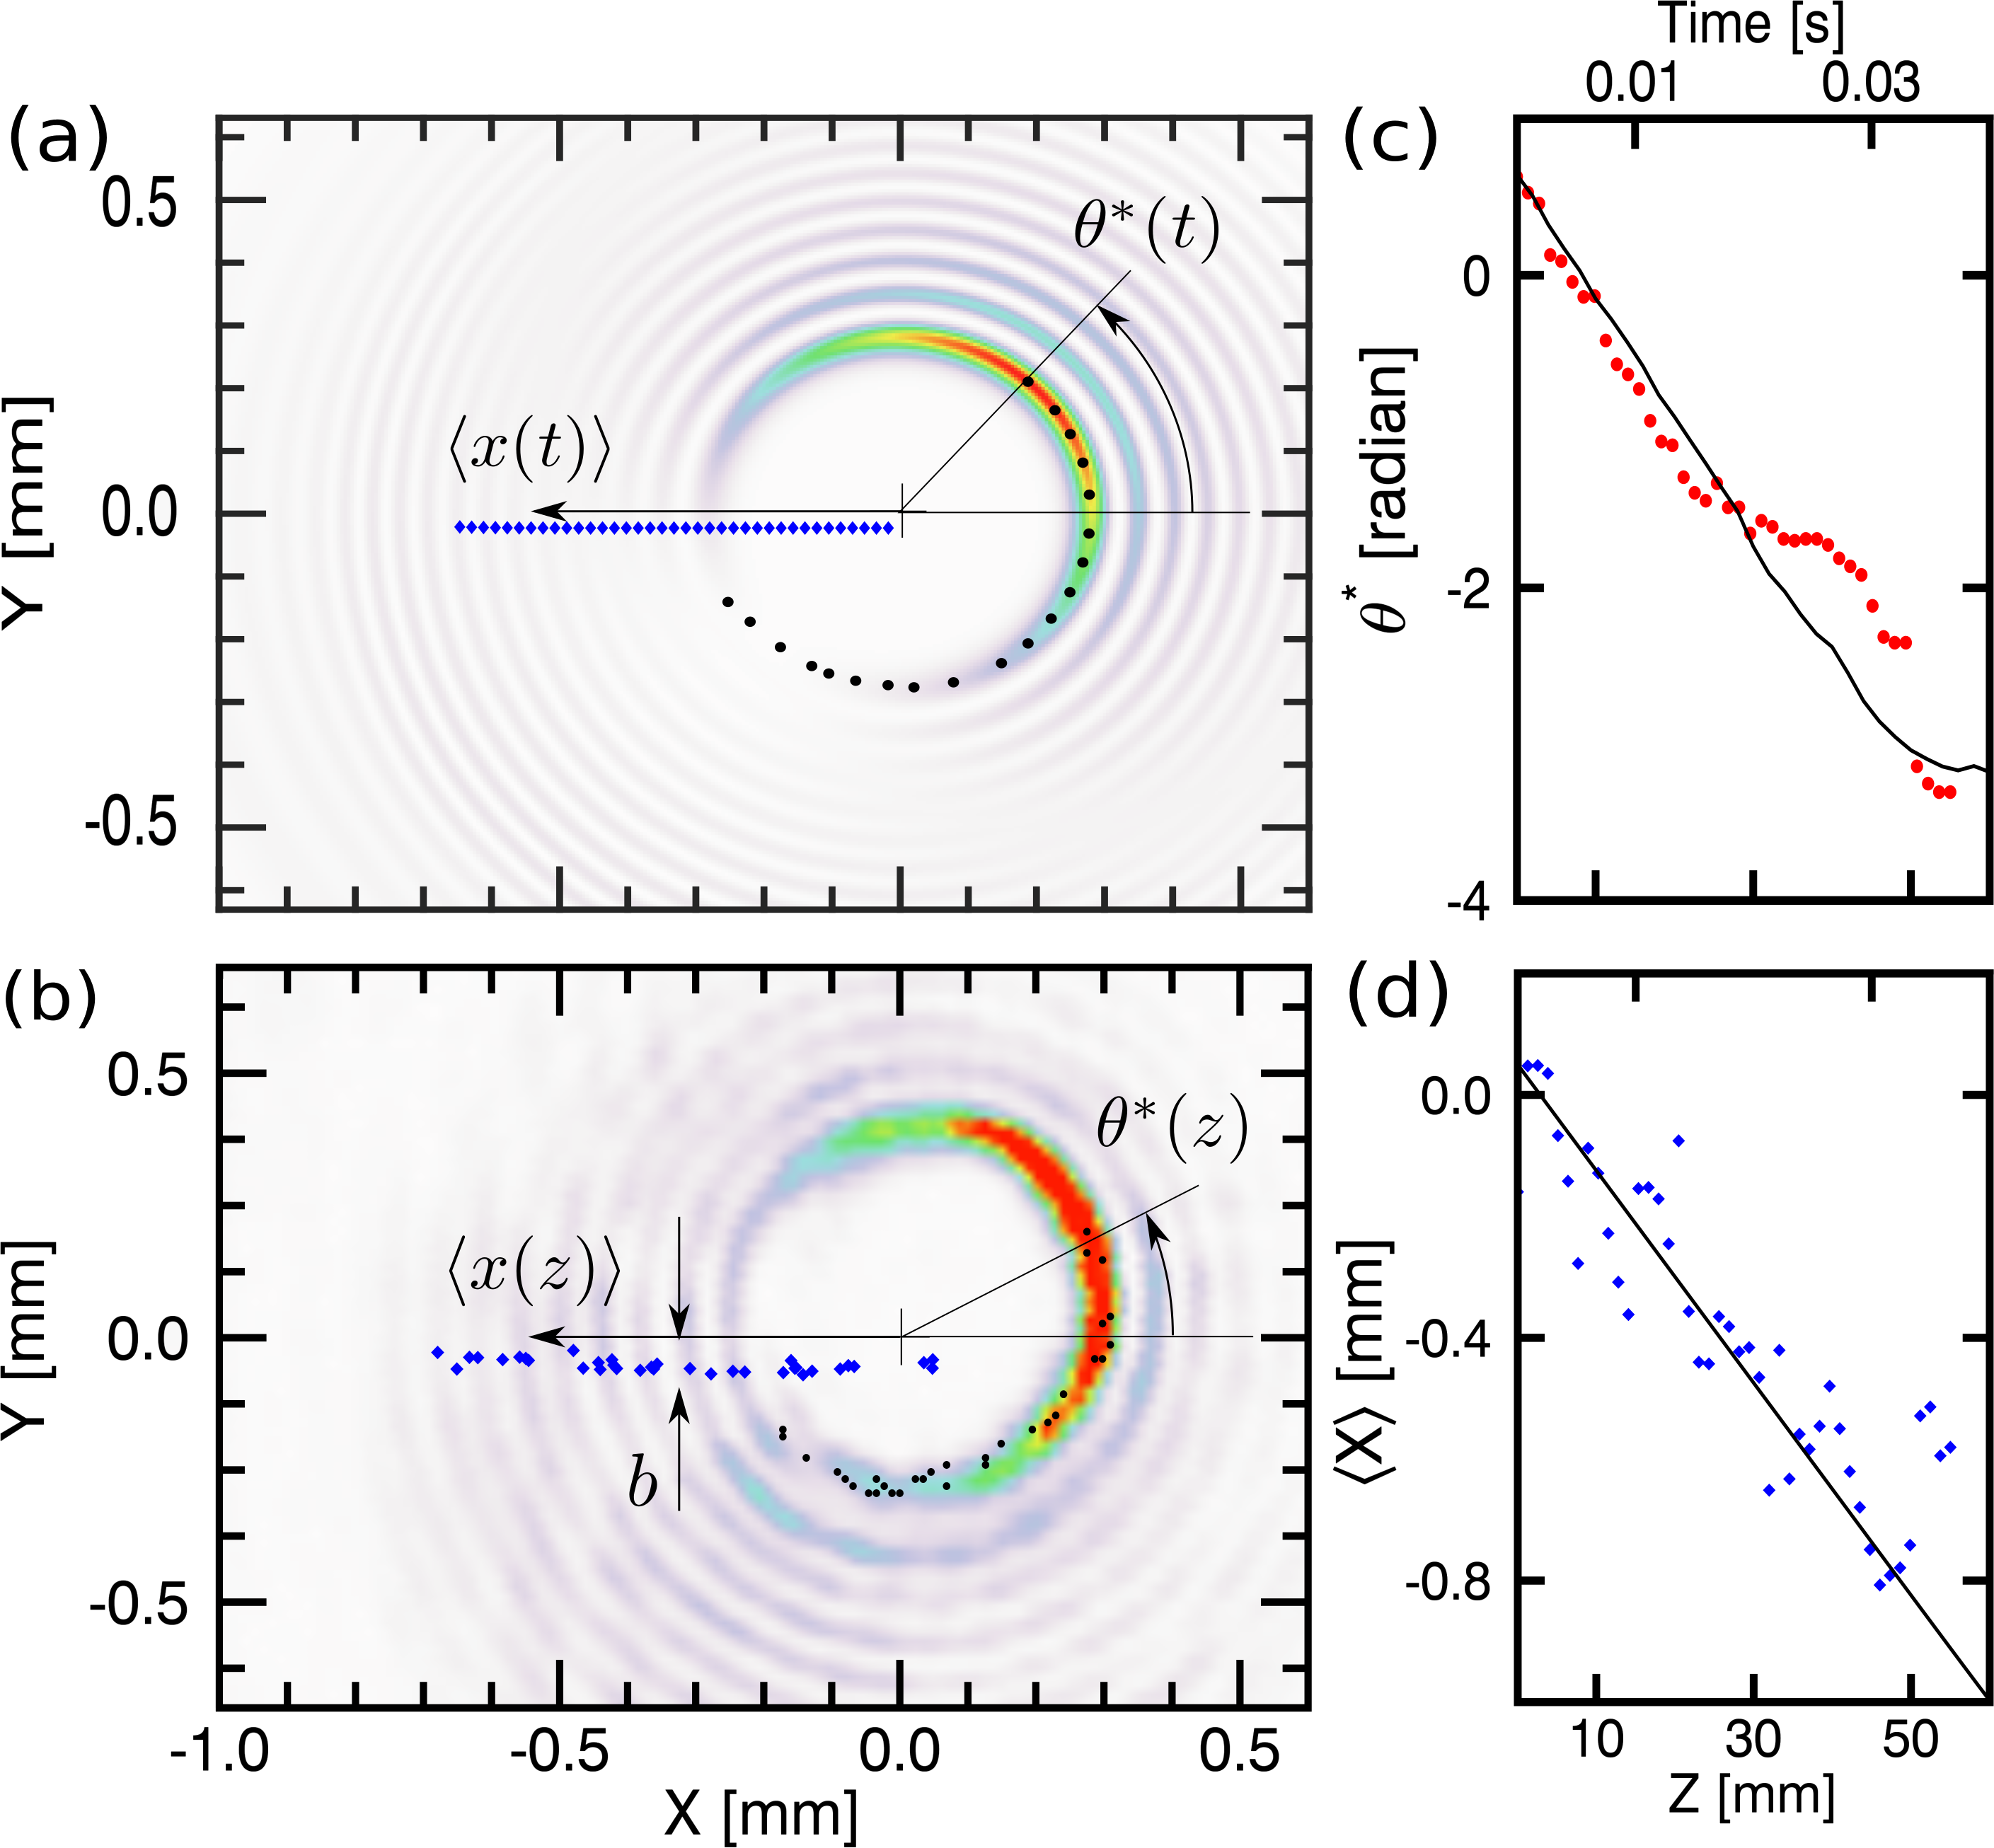 (a)
0.5
0.0
-0.5
Y [mm]
⟨x(t)⟩
θ*(t)
(b)
0.5
0.0
-0.5
Y [mm]
⟨x(z)⟩
b
θ*(z)
-1.0 -0.5 0.0 0.5
X [mm]
Time [s]
0.01 0.03
(c)
0
-2
-4
θ* [radian]
(d)
0.0
-0.4
-0.8
⟨X⟩ [mm]
10 30 50
Z [mm]